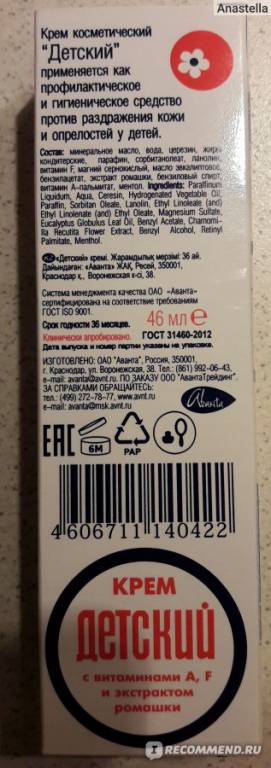 Anastella
Крем косметический
"Детский"
применяется как
профилактическое
и гигиеническое средство
против раздражения кожи
и опрелостей у детей.
Состав: минеральное масло, вода, церезин, жиры
кондитерские, парафин, сорбитанолеат, ланолин,
витамин F, магний сернокислый, масло эвкалиптовое,
бензилацетат, экстракт ромашки, бензиловый спирт,
витамин А-пальмитат, ментол. Ingredients: Paraffinum
Liquidum, Aqua, Ceresin, Hydrogenated Vegetable Oil,
Paraffin, Sorbitan Oleate, Lanolin, Ethyl Linoleate (and)
Ethyl Linolenate (and) Ethyl Oleate, Magnesium Sulfate,
Eucalyptus Globulus Leaf Oil, Benzyl Acetate, Chamomil-
la Recutita Flower Extract, Benzyl Alcohol, Retinyl
Palmitate, Menthol.
«Детский» кремі. Жарамдылық мерзімі: 36 ай.
Дайындаған: «Аванта» ЖАҚ, Ресей, 350001,
Краснодар қ., Воронежская к-сі, 38.
Система менеджмента качества ОАО «Аванта»
сертифицирована на соответствие требованиям
ГОСТ ISO 9001.
Срок годности 36 месяцев.
46 мл e
Клинически апробировано. ГОСТ 31460-2012
Дата выпуска и номер партии указаны на упаковке.
ИЗГОТОВЛЕНО: ОАО "Аванта", Россия, 350001,
г. Краснодар, ул. Воронежская, 38. Тел.: (861) 992-06-43,
e-mail: avanta@avnt.ru. ПО ЗАКАЗУ ООО "АвантаТрейдинг".
ЗА СПРАВКАМИ ОБРАЩАТЕСЬ:
тел.: (499) 272-78-77, www.avnt.ru.
e-mail: avanta@msk.avnt.ru
EAC 6M PAP Avanta
4 606711 140422
КРЕМ
ДЕТСКИЙ
с витаминами А, F
и экстрактом
ромашки
IRECOMMEND.RU